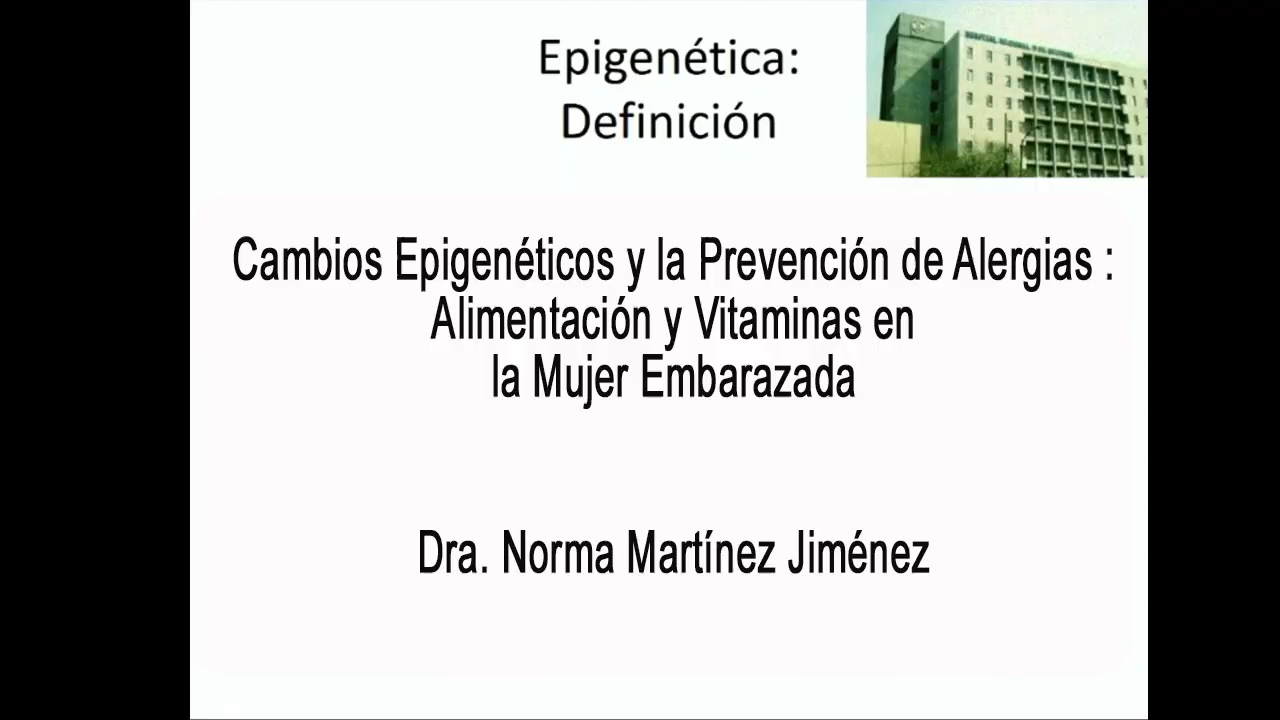 Epigenética:
Definición
Cambios Epigenéticos y la Prevención de Alergias :
Alimentación y Vitaminas en
la Mujer Embarazada
Dra. Norma Martínez Jiménez